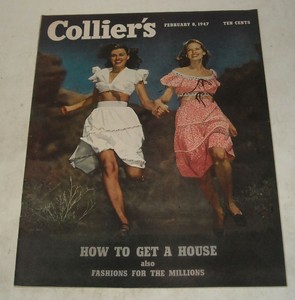 Collier's
FEBRUARY 8, 1947
TEN CENTS
HOW TO GET A HOUSE
also
FASHIONS FOR THE MILLIONS